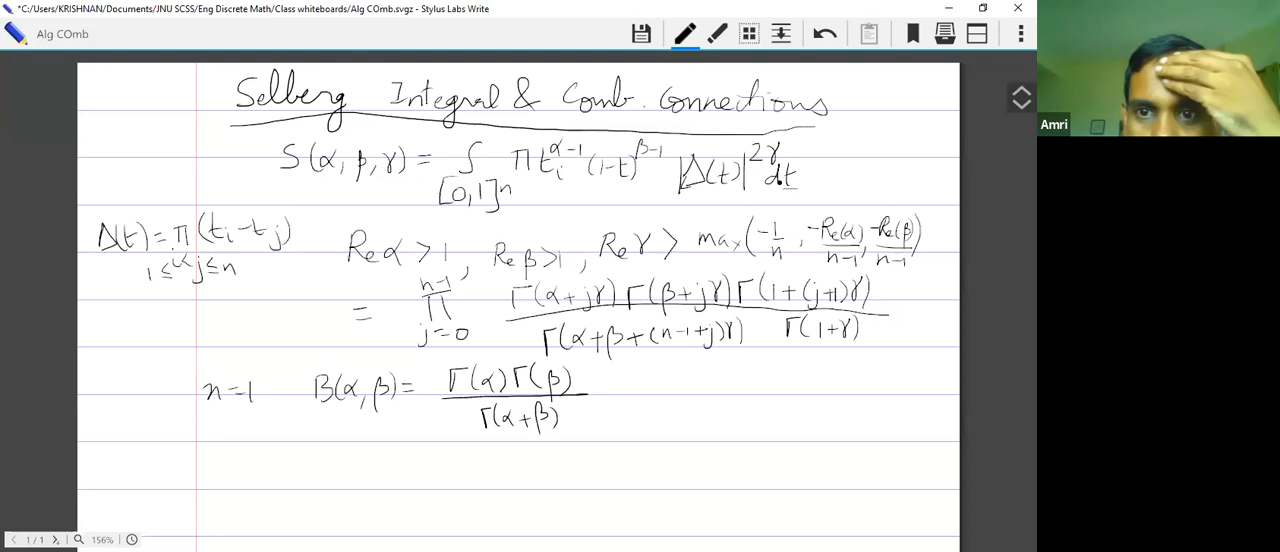 *C:/Users/KRISHNAN/Documents/JNU SCSS/Eng Discrete Math/Class whiteboards/Alg COmb.svgz - Stylus Labs Write
Alg COmb
Amri
Selberg Integral & Comb. Connections
S(α, β, γ) = ∫_{[0,1]^n} Π t_i^{α-1} (1-t)^{β-1} |Δ(t)|^{2γ} dt
Δ(t) = Π_{1≤i<j≤n} (t_i - t_j)
Re α > 1, Re β > 1, Re γ > max(-1/n, -Re(α)/n-1, -Re(β)/n-1)
= Π_{j=0}^{n-1} Γ(α+jγ) Γ(β+jγ) Γ(1+(j+1)γ) / Γ(α+β+(n-1+j)γ) Γ(1+γ)
n=1 B(α, β) = Γ(α)Γ(β) / Γ(α+β)
1 / 1
156%